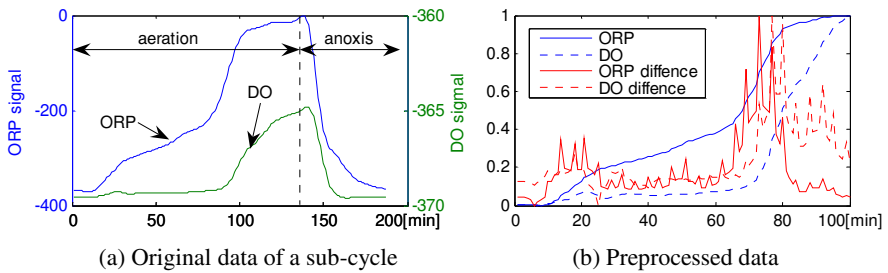 0
-200
-400
ORP signal
aeration
anoxis
ORP
DO
-360
-365
-370
DO sigmal
0
50
100
150
200[min]
(a) Original data of a sub-cycle
1
0.8
0.6
0.4
0.2
0
ORP
DO
ORP diffence
DO diffence
0
20
40
60
80
100[min]
(b) Preprocessed data